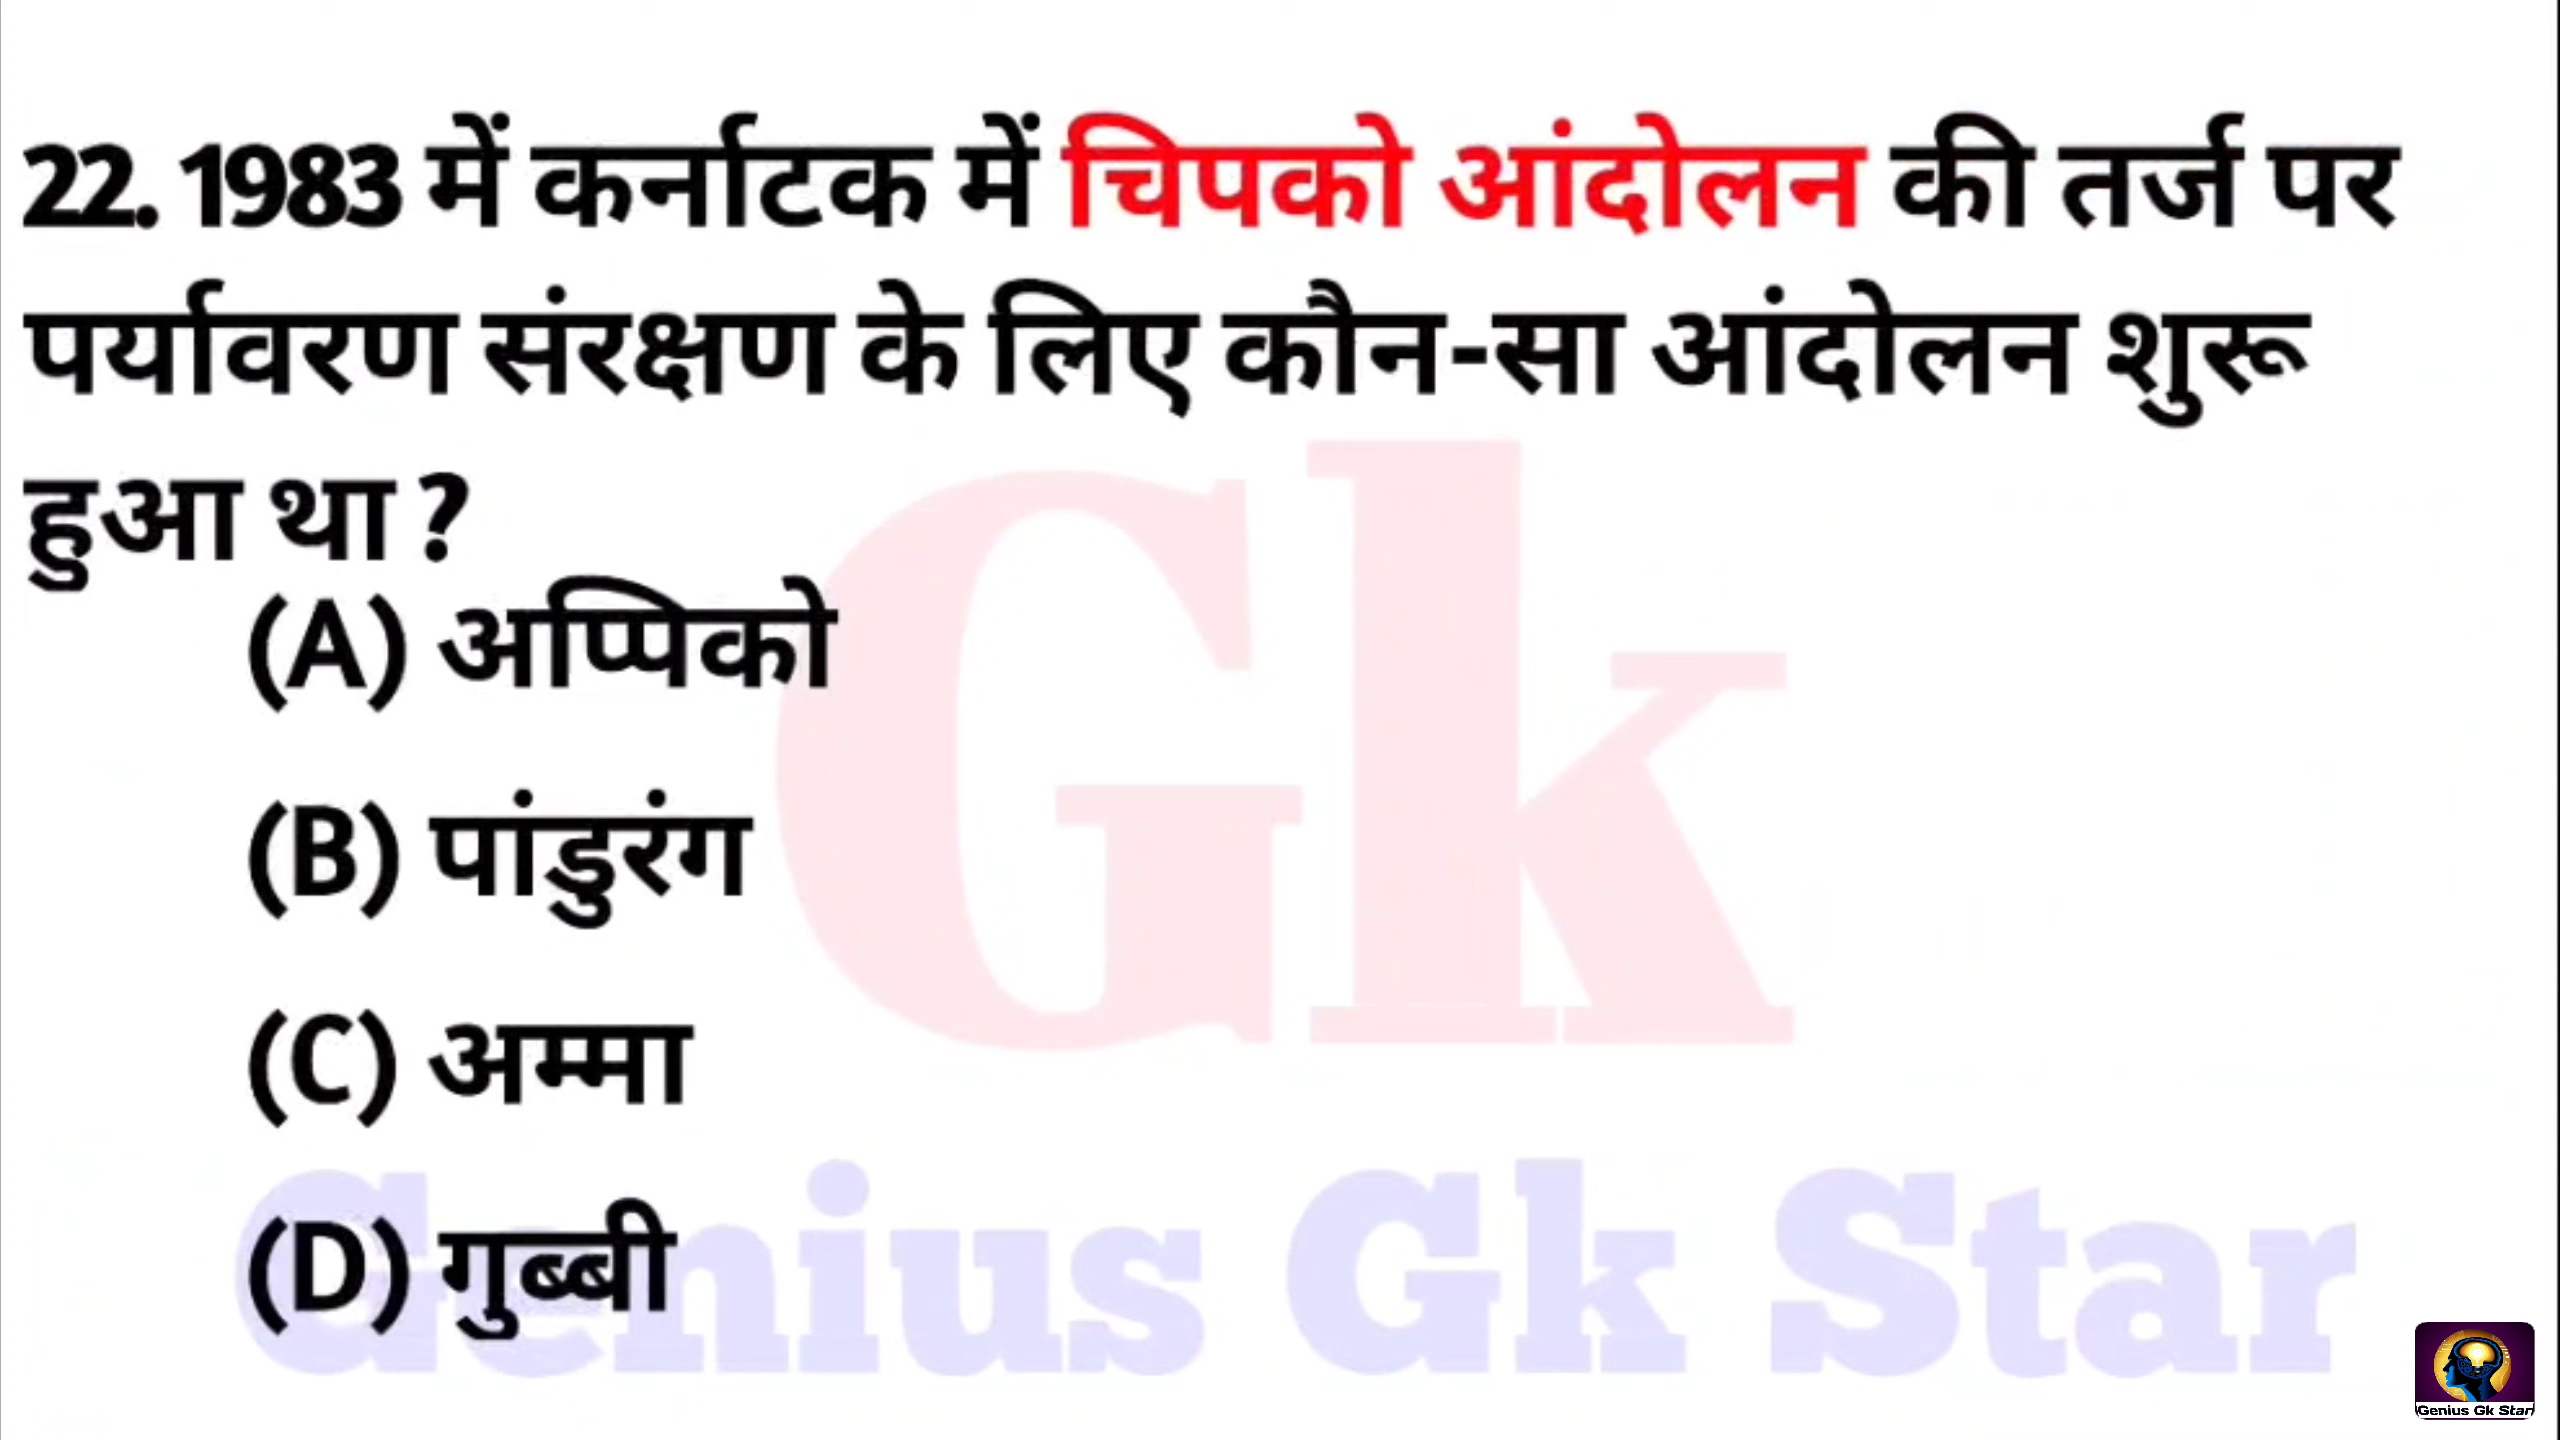 22. 1983 में कर्नाटक में चिपको आंदोलन की तर्ज पर
पर्यावरण संरक्षण के लिए कौन-सा आंदोलन शुरू
हुआ था ?
(A) अप्पिको
(B) पांडुरंग
(C) अम्मा
(D) गुब्बी
Gk
Genius Gk Star
Genius Gk Star